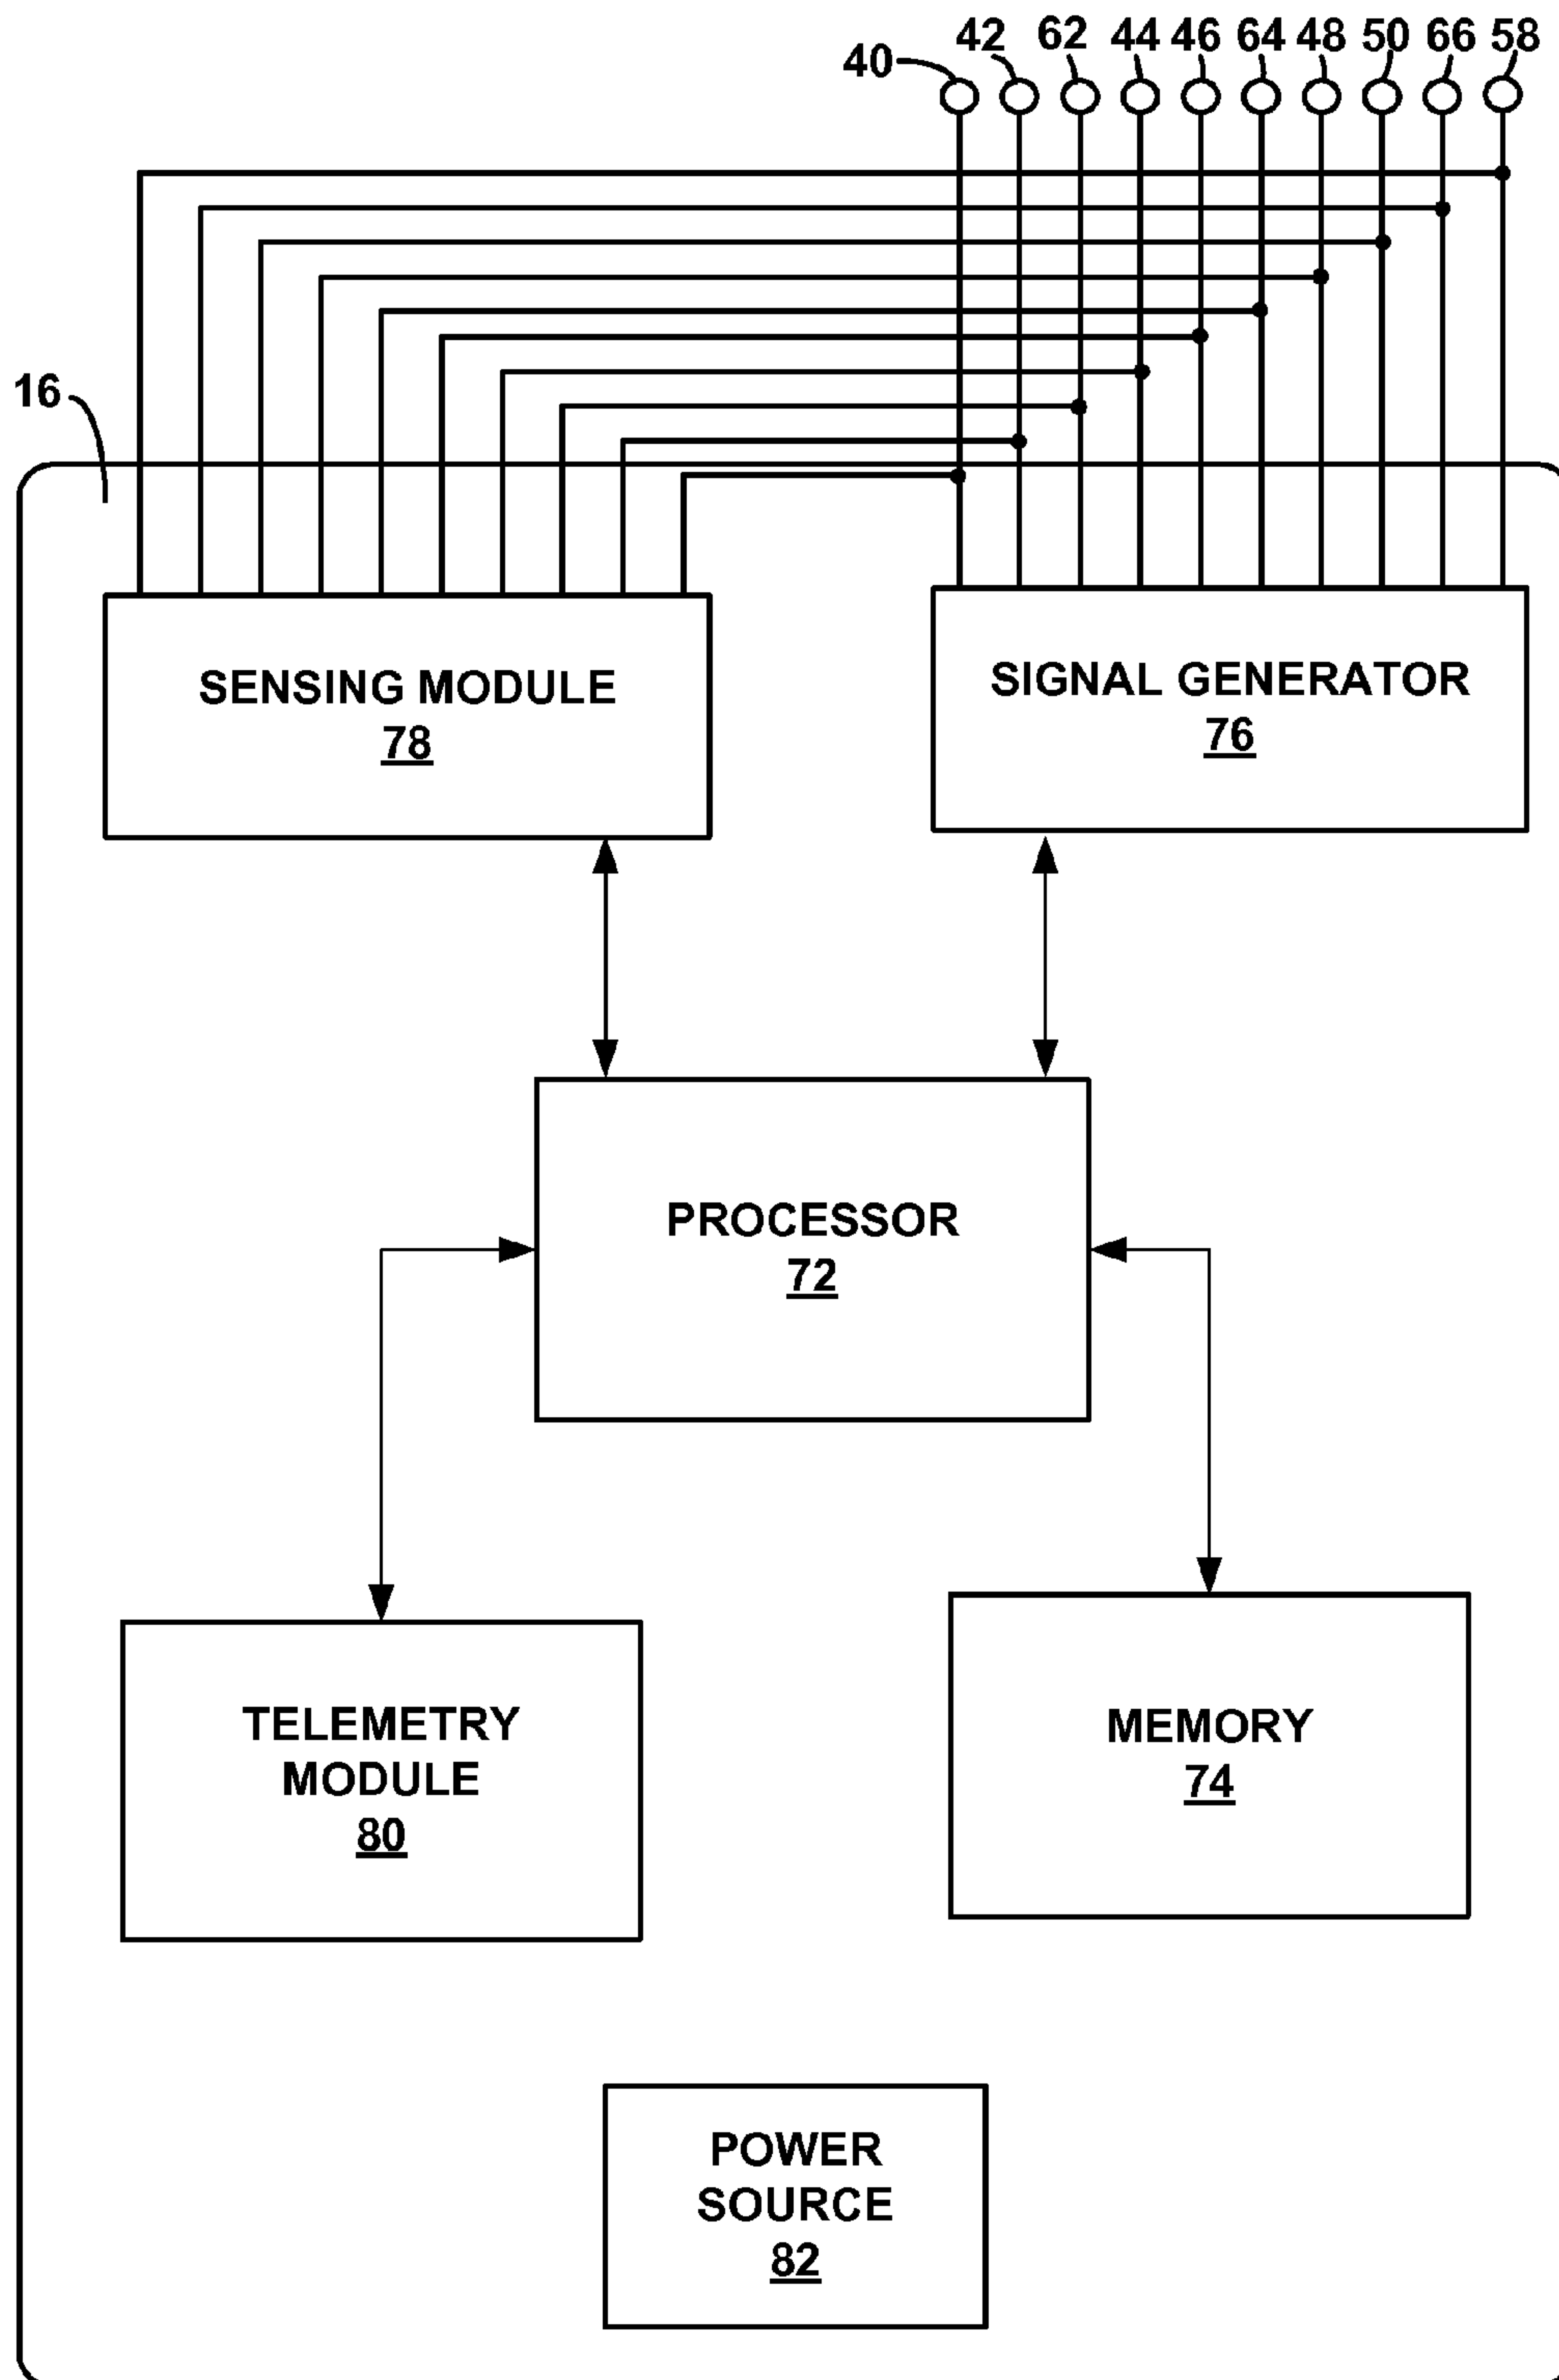 40 42 62 44 46 64 48 50 66 58
16
SENSING MODULE
78
SIGNAL GENERATOR
76
PROCESSOR
72
TELEMETRY
MODULE
80
MEMORY
74
POWER
SOURCE
82